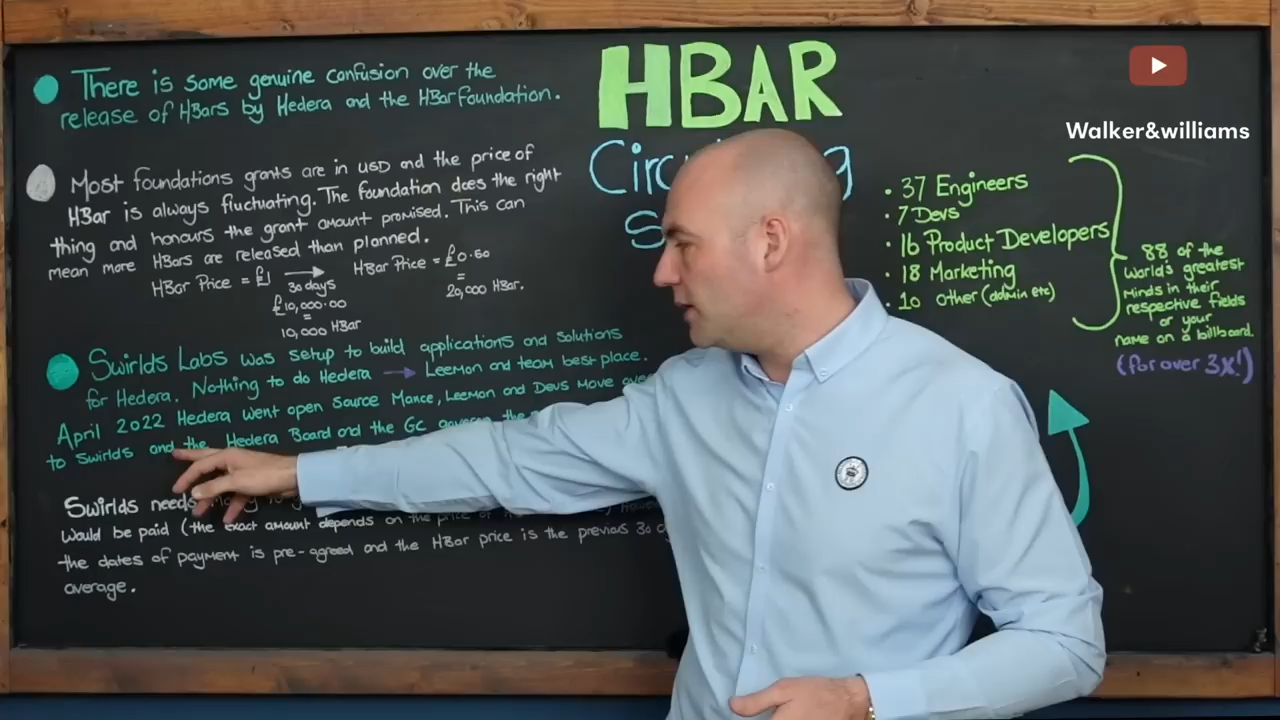 There is some genuine confusion over the
release of HBars by Hedera and the HBar Foundation.
Most foundations grants are in USD and the price of
HBar is always fluctuating. The foundation does the right
thing and honours the grant amount promised. This can
mean more HBars are released than planned.
HBar Price = £1
30 days
£10,000.00
=
10,000 HBar
HBar Price = £0.50
=
20,000 HBar.
Swirlds Labs was setup to build applications and solutions
for Hedera. Nothing to do Hedera → Leemon and team best place.
April 2022 Hedera went open source Mance, Leemon and Devs move
to Swirlds and the Hedera Board and the GC govern the
Swirlds needs
would be paid (the exact amount depends on the price of
the dates of payment is pre-agreed and the HBar price is the previous 30
average.
HBAR
Walker&williams
• 37 Engineers
• 7 Devs
• 16 Product Developers
• 18 Marketing
• 10 other (admin etc)
88 of the
world's greatest
minds in their
respective fields
or your
name on a billboard.
(for over 3x!)